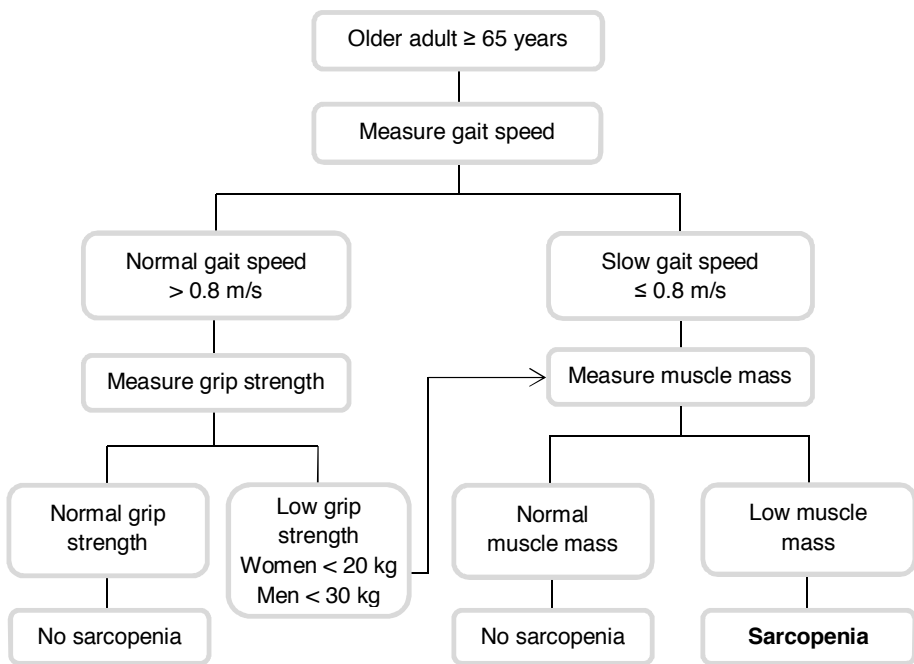 Older adult ≥ 65 years
Measure gait speed
Normal gait speed
> 0.8 m/s
Slow gait speed
≤ 0.8 m/s
Measure grip strength
Measure muscle mass
Normal grip
strength
Low grip
strength
Women < 20 kg
Men < 30 kg
Normal
muscle mass
Low muscle
mass
No sarcopenia
No sarcopenia
Sarcopenia